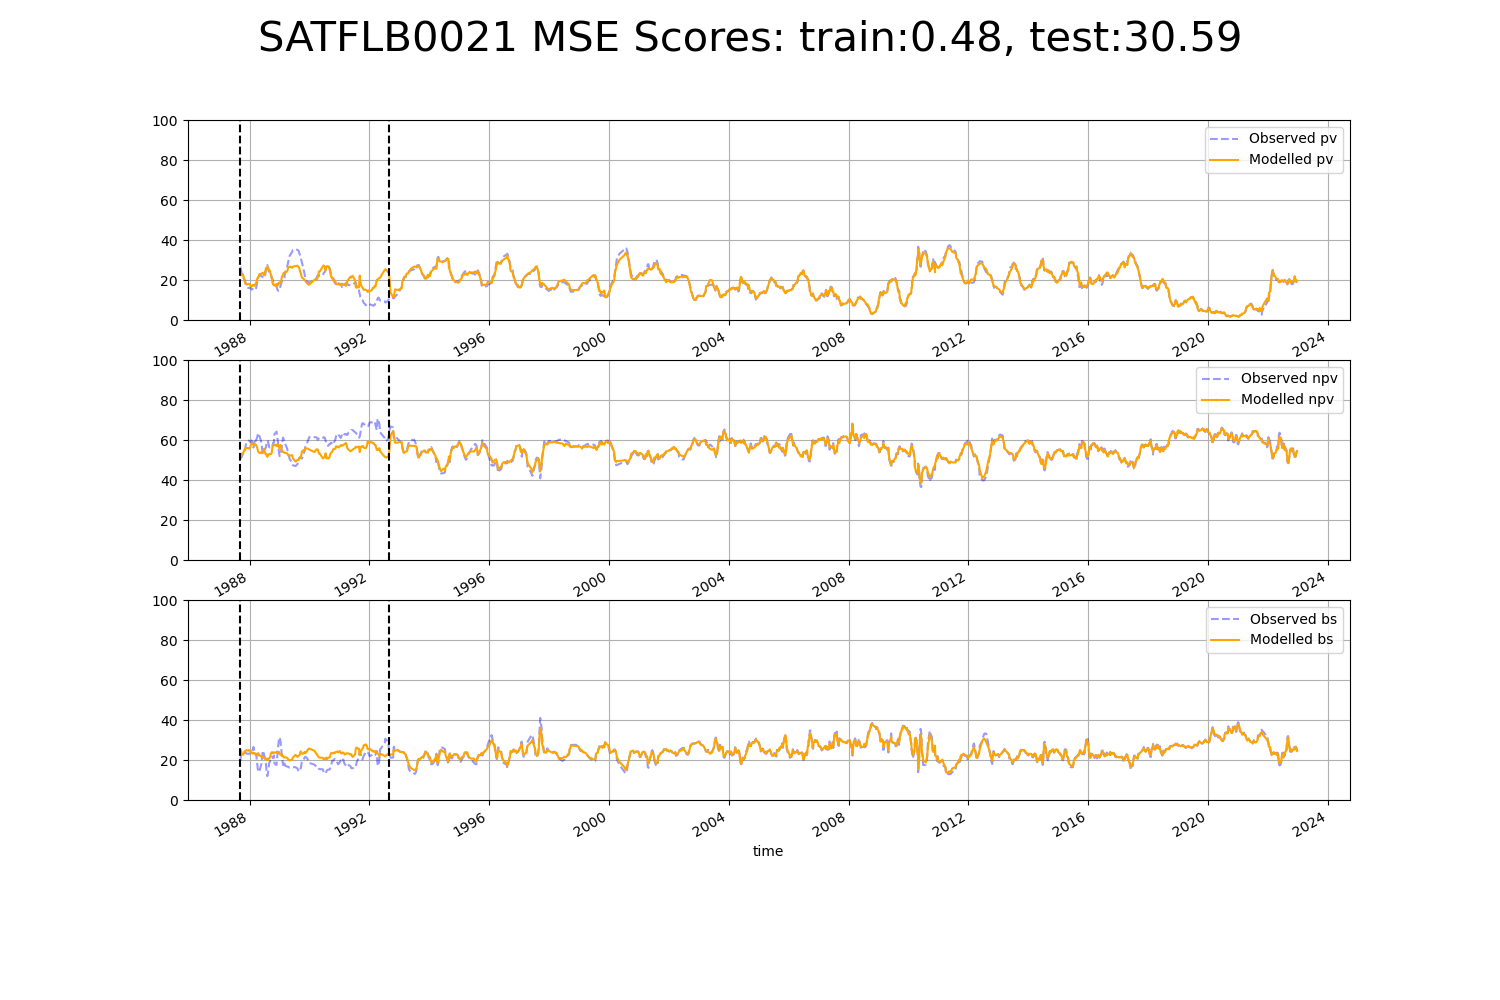 SATFLB0021 MSE Scores: train:0.48, test:30.59
100
80
60
40
20
0
Observed pv
Modelled pv
1988 1992 1996 2000 2004 2008 2012 2016 2020 2024
100
80
60
40
20
0
Observed npv
Modelled npv
1988 1992 1996 2000 2004 2008 2012 2016 2020 2024
100
80
60
40
20
0
Observed bs
Modelled bs
1988 1992 1996 2000 2004 2008 2012 2016 2020 2024
time